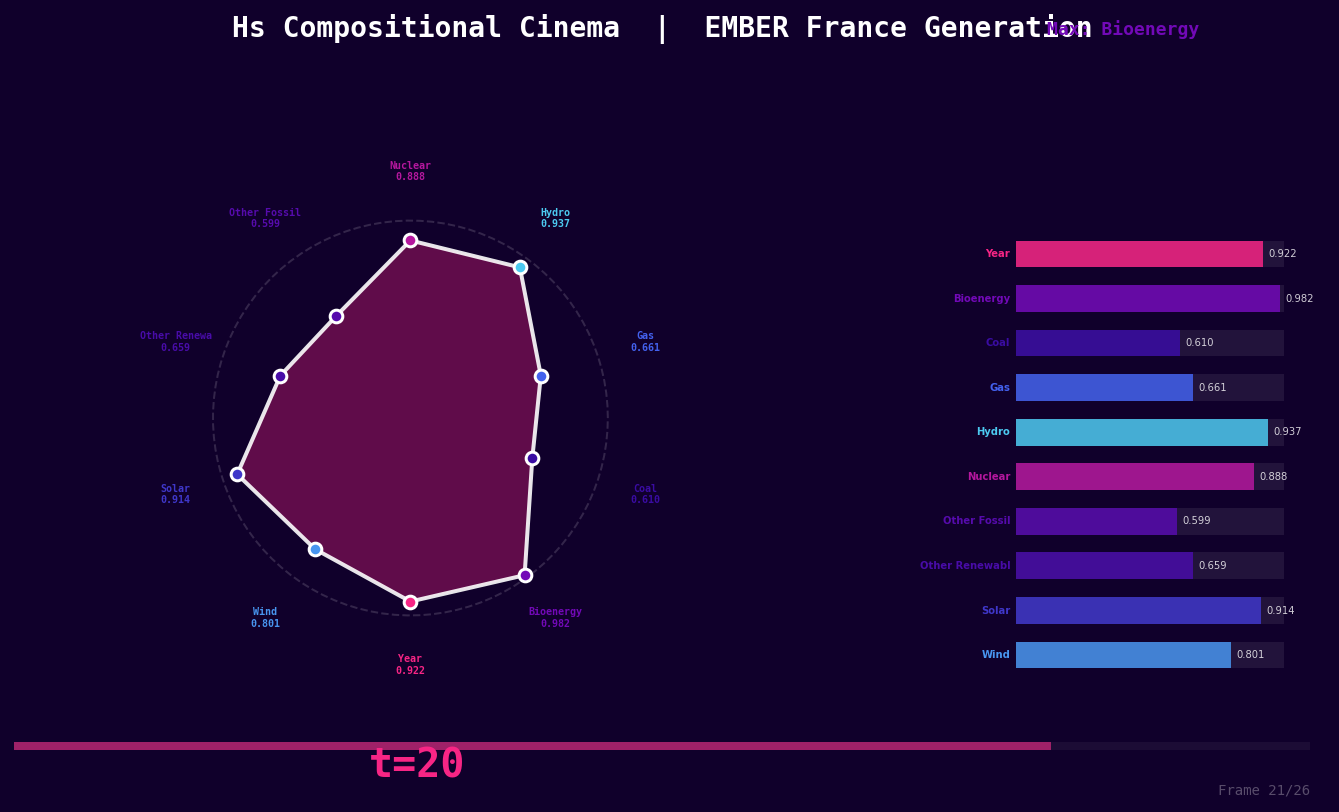 Hs Compositional Cinema | EMBER France Generation
Max: Bioenergy
Nuclear
0.888
Other Fossil
0.599
Hydro
0.937
Other Renewa
0.659
Gas
0.661
Solar
0.914
Coal
0.610
Wind
0.801
Bioenergy
0.982
Year
0.922
Year 0.922
Bioenergy 0.982
Coal 0.610
Gas 0.661
Hydro 0.937
Nuclear 0.888
Other Fossil 0.599
Other Renewabl 0.659
Solar 0.914
Wind 0.801
t=20
Frame 21/26